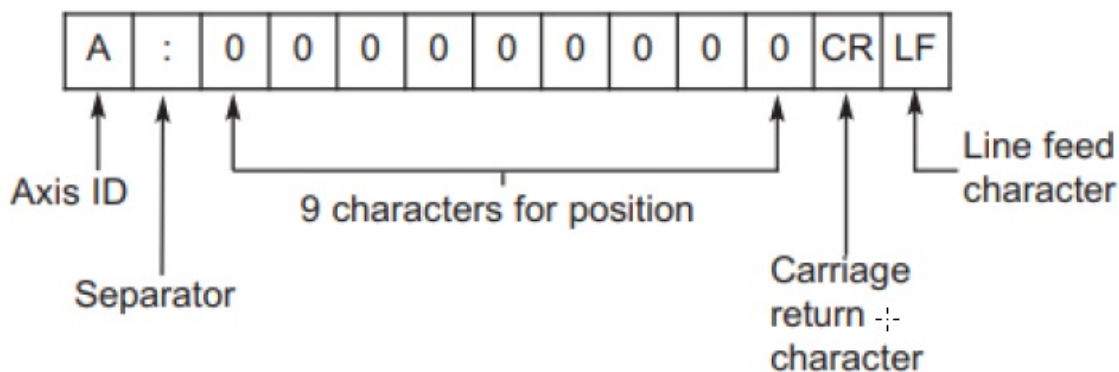 A : 0 0 0 0 0 0 0 0 0 CR LF
Axis ID
Separator
9 characters for position
Carriage
return
character
Line feed
character